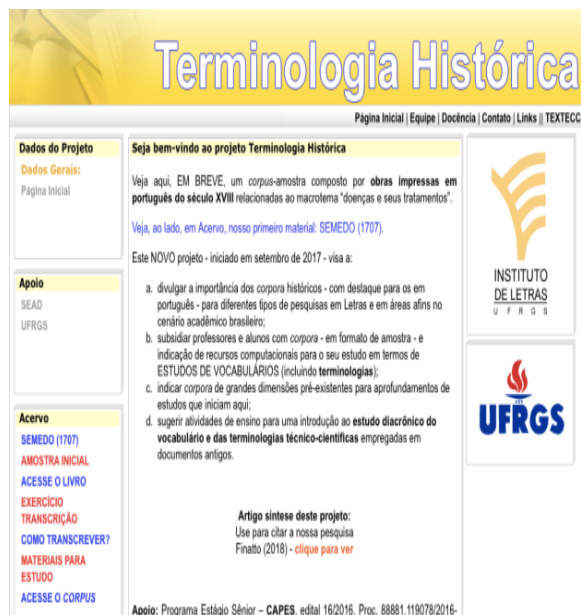 Terminologia Histórica
Página Inicial | Equipe | Docência | Contato | Links || TEXTECC
Dados do Projeto
Dados Gerais:
Página Inicial
Apoio
SEAD
UFRGS
Acervo
SEMEDO (1707)
AMOSTRA INICIAL
ACESSE O LIVRO
EXERCÍCIO
TRANSCRIÇÃO
COMO TRANSCREVER?
MATERIAIS PARA
ESTUDO
ACESSE O CORPUS
Seja bem-vindo ao projeto Terminologia Histórica
Veja aqui, EM BREVE, um corpus-amostra composto por obras impressas em
português do século XVIII relacionadas ao macrotema "doenças e seus tratamentos".
Veja, ao lado, em Acervo, nosso primeiro material: SEMEDO (1707).
Este NOVO projeto - iniciado em setembro de 2017 - visa a:
a. divulgar a importância dos corpora históricos - com destaque para os em
português - para diferentes tipos de pesquisas em Letras e em áreas afins no
cenário acadêmico brasileiro;
b. subsidiar professores e alunos com corpora - em formato de amostra - e
indicação de recursos computacionais para o seu estudo em termos de
ESTUDOS DE VOCABULÁRIOS (incluindo terminologias);
c. indicar corpora de grandes dimensões pré-existentes para aprofundamentos de
estudos que iniciam aqui;
d. sugerir atividades de ensino para uma introdução ao estudo diacrônico do
vocabulário e das terminologias técnico-científicas empregadas em
documentos antigos.
Artigo síntese deste projeto:
Use para citar a nossa pesquisa
Finatto (2018) - clique para ver
Apoio: Programa Estágio Sênior – CAPES, edital 16/2016, Proc. 88881.119078/2016-
INSTITUTO
DE LETRAS
UFRGS
UFRGS